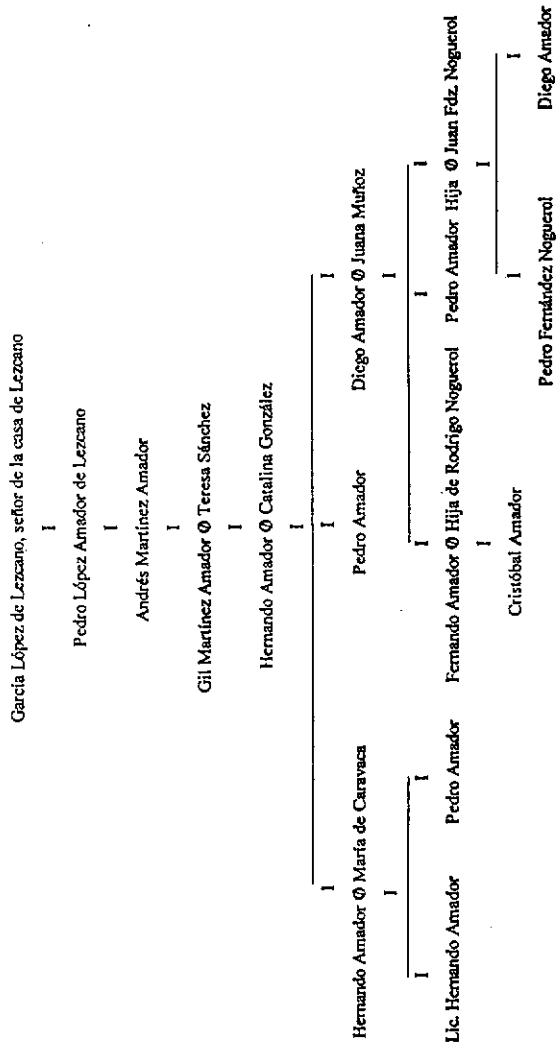 García López de Lezcano, señor de la casa de Lezcano
I
Pedro López Amador de Lezcano
I
Andrés Martínez Amador
I
Gil Martínez Amador Ø Teresa Sánchez
I
Hernando Amador Ø Catalina González
I
I I I
Hernando Amador Ø María de Caravaca Pedro Amador Diego Amador Ø Juana Muñoz
I I
I I I I I
Lic. Hernando Amador Pedro Amador Fernando Amador Ø Hija de Rodrigo Noguerol Pedro Amador Hija Ø Juan Fdz. Noguerol
I I
Cristóbal Amador
I I
Pedro Fernández Noguerol Diego Amador